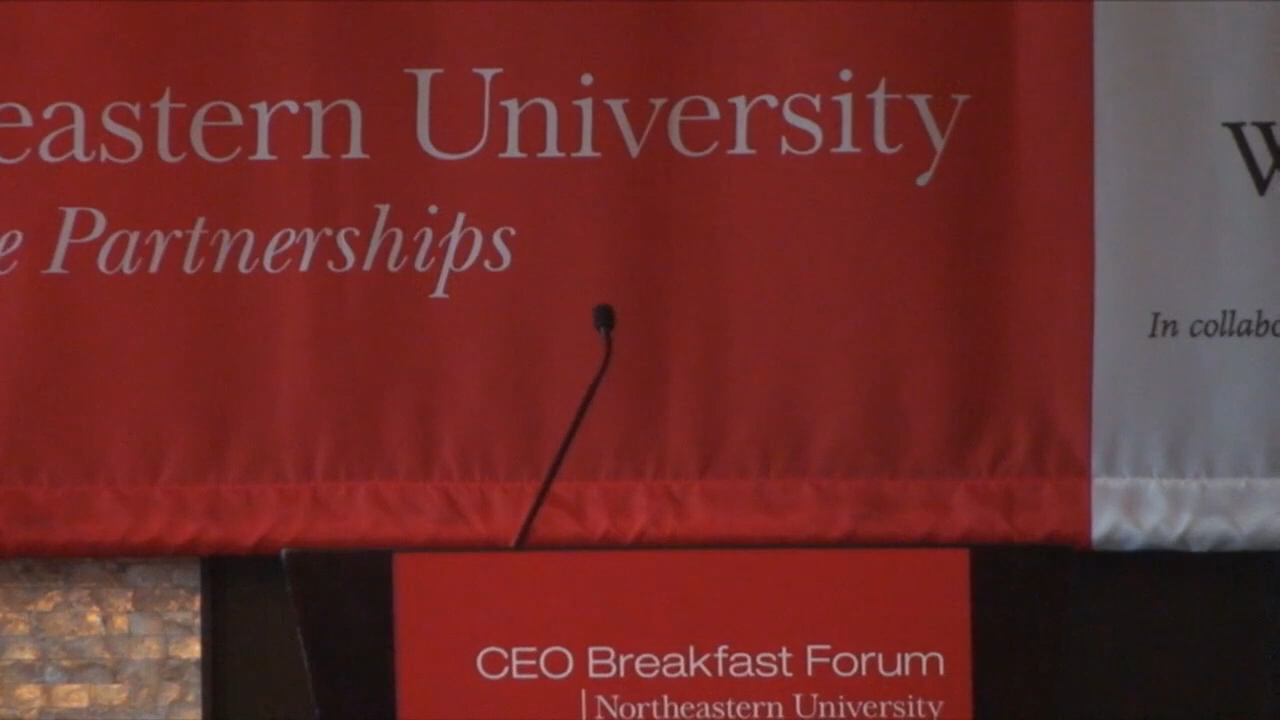 eastern University
e Partnerships
W
In collabo
CEO Breakfast Forum
Northeastern University